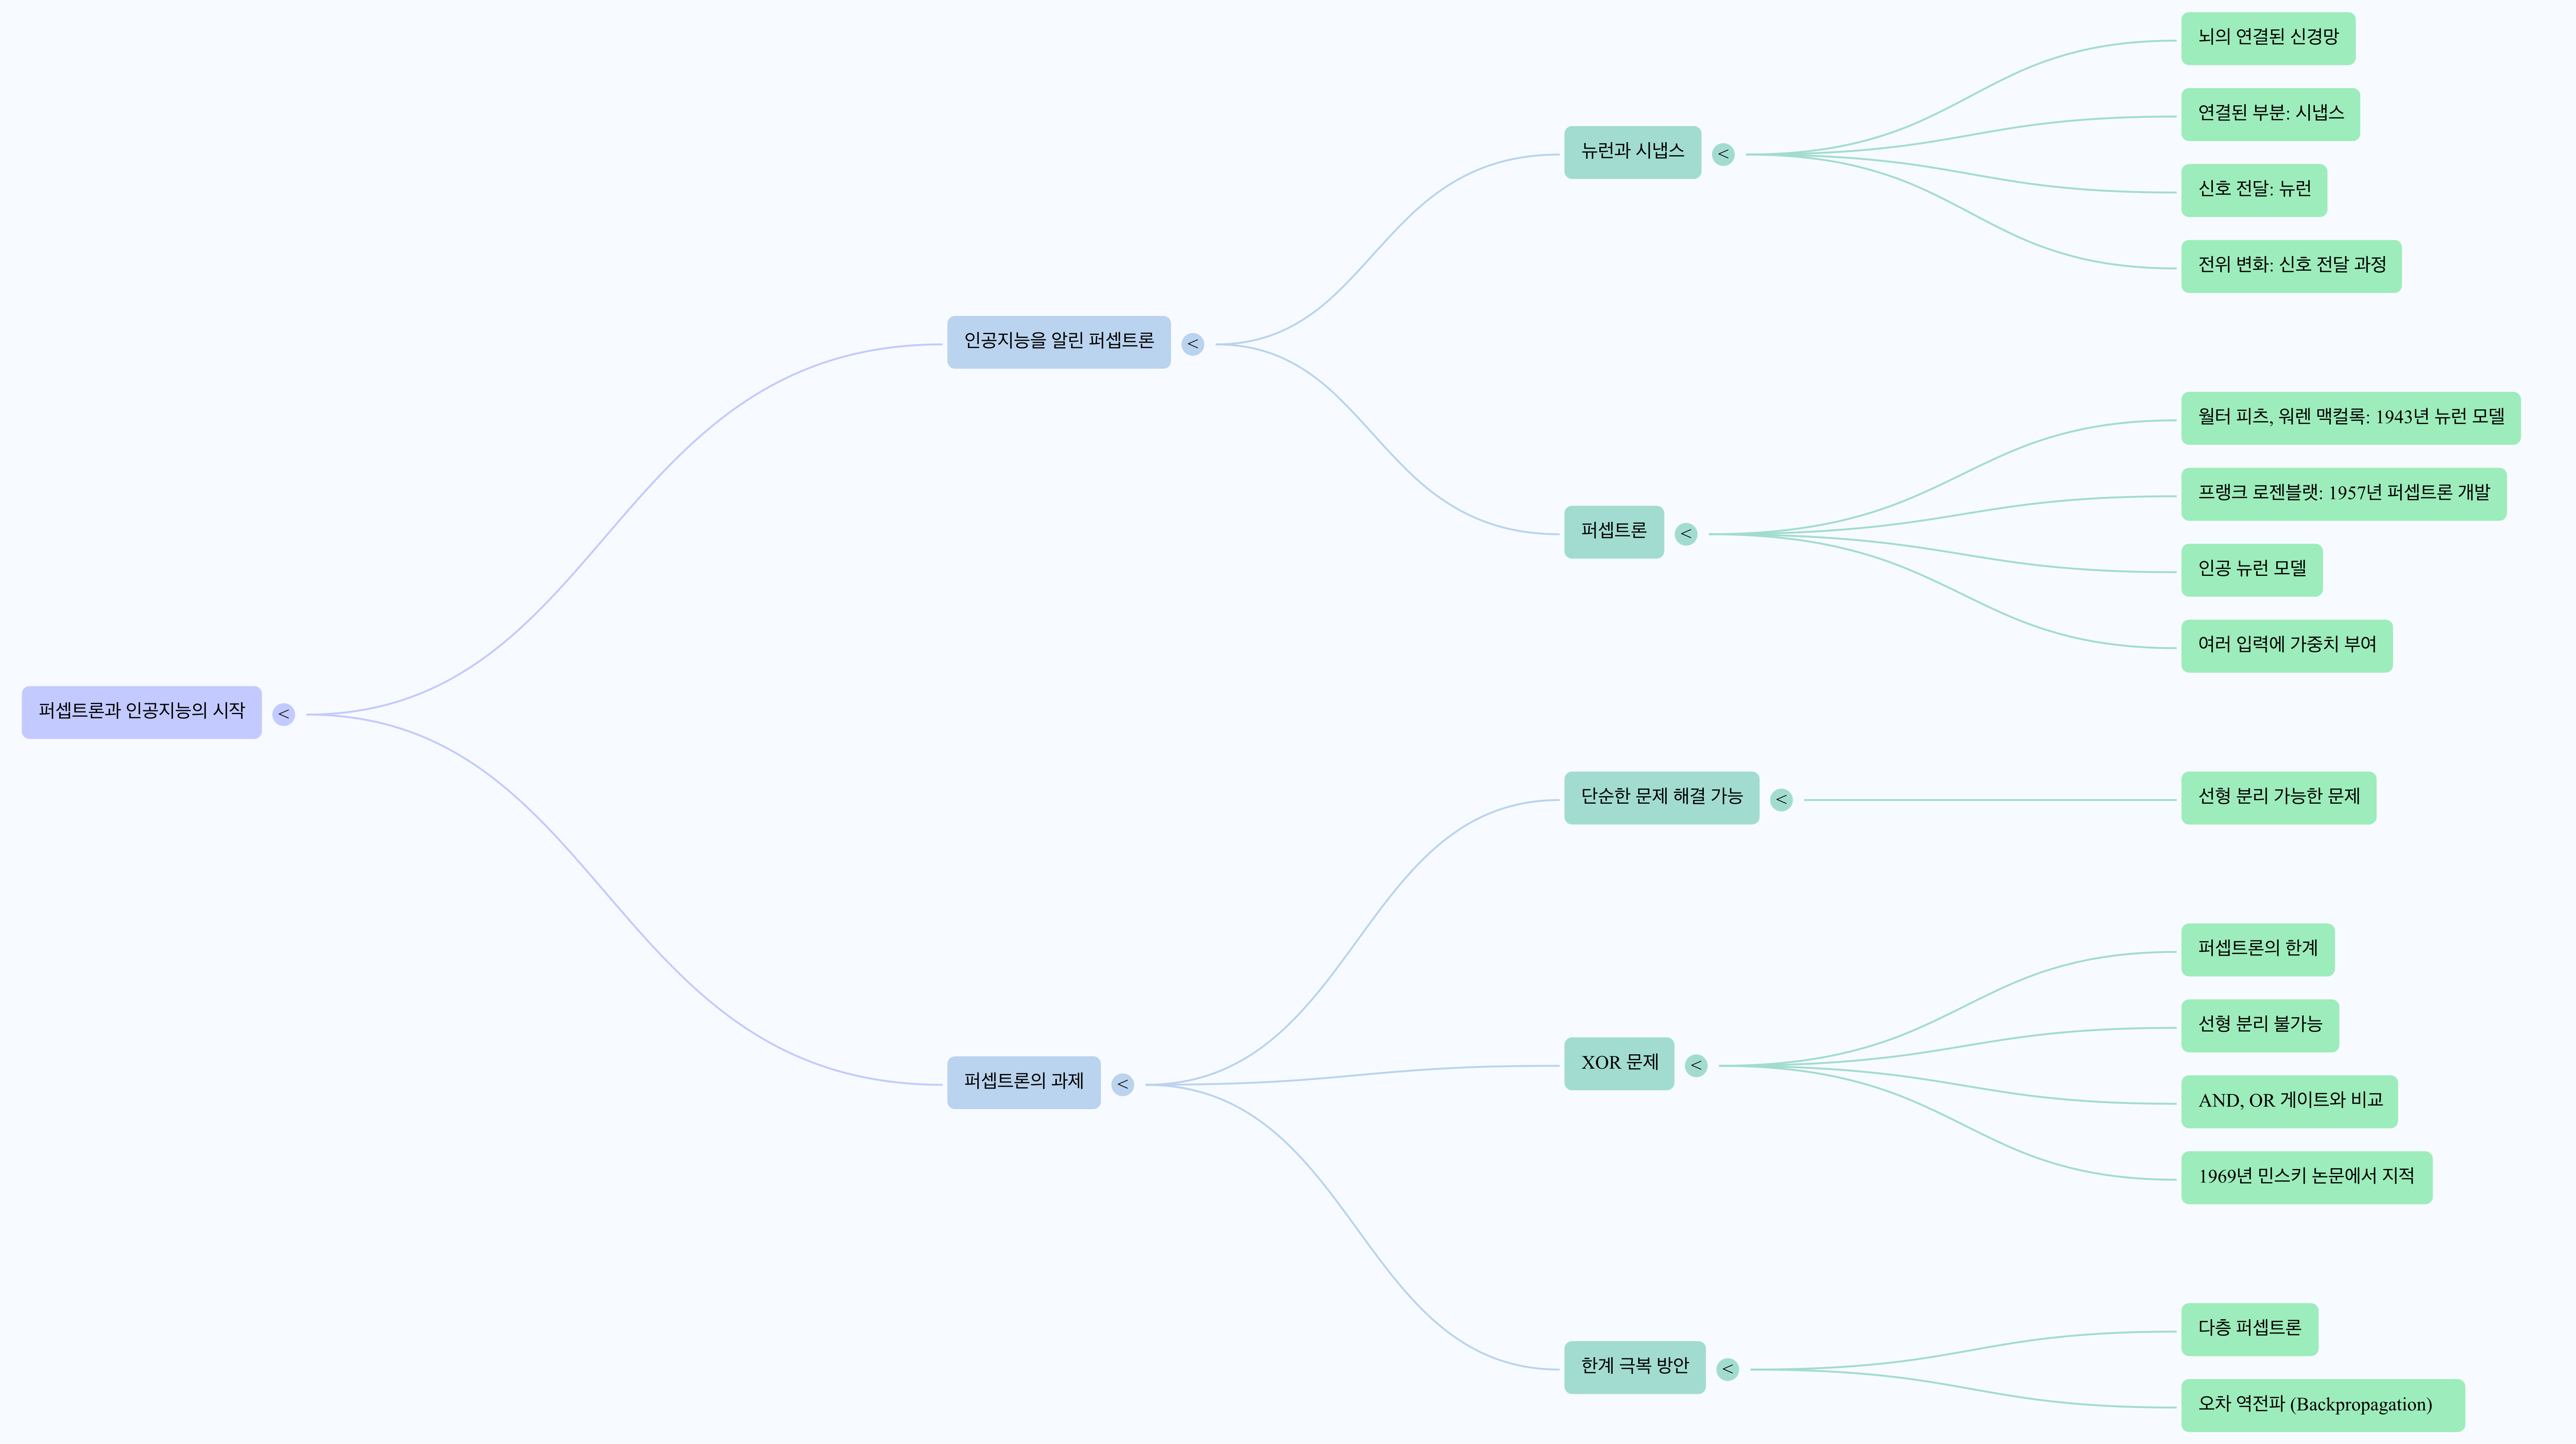 퍼셉트론과 인공지능의 시작
<
인공지능을 알린 퍼셉트론
<
뉴런과 시냅스
<
뇌의 연결된 신경망
연결된 부분: 시냅스
신호 전달: 뉴런
전위 변화: 신호 전달 과정
퍼셉트론
<
월터 피츠, 워렌 맥컬록: 1943년 뉴런 모델
프랭크 로젠블랫: 1957년 퍼셉트론 개발
인공 뉴런 모델
여러 입력에 가중치 부여
퍼셉트론의 과제
<
단순한 문제 해결 가능
<
선형 분리 가능한 문제
XOR 문제
<
퍼셉트론의 한계
선형 분리 불가능
AND, OR 게이트와 비교
1969년 민스키 논문에서 지적
한계 극복 방안
<
다층 퍼셉트론
오차 역전파 (Backpropagation)